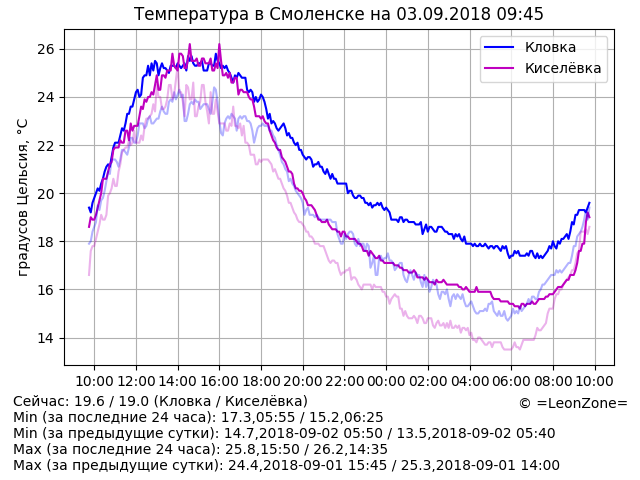 Температура в Смоленске на 03.09.2018 09:45
Кловка
Киселёвка
градусов Цельсия, °C
26
24
22
20
18
16
14
10:00 12:00 14:00 16:00 18:00 20:00 22:00 00:00 02:00 04:00 06:00 08:00 10:00
Сейчас: 19.6 / 19.0 (Кловка / Киселёвка)
© =LeonZone=
Min (за последние 24 часа): 17.3,05:55 / 15.2,06:25
Min (за предыдущие сутки): 14.7,2018-09-02 05:50 / 13.5,2018-09-02 05:40
Max (за последние 24 часа): 25.8,15:50 / 26.2,14:35
Max (за предыдущие сутки): 24.4,2018-09-01 15:45 / 25.3,2018-09-01 14:00